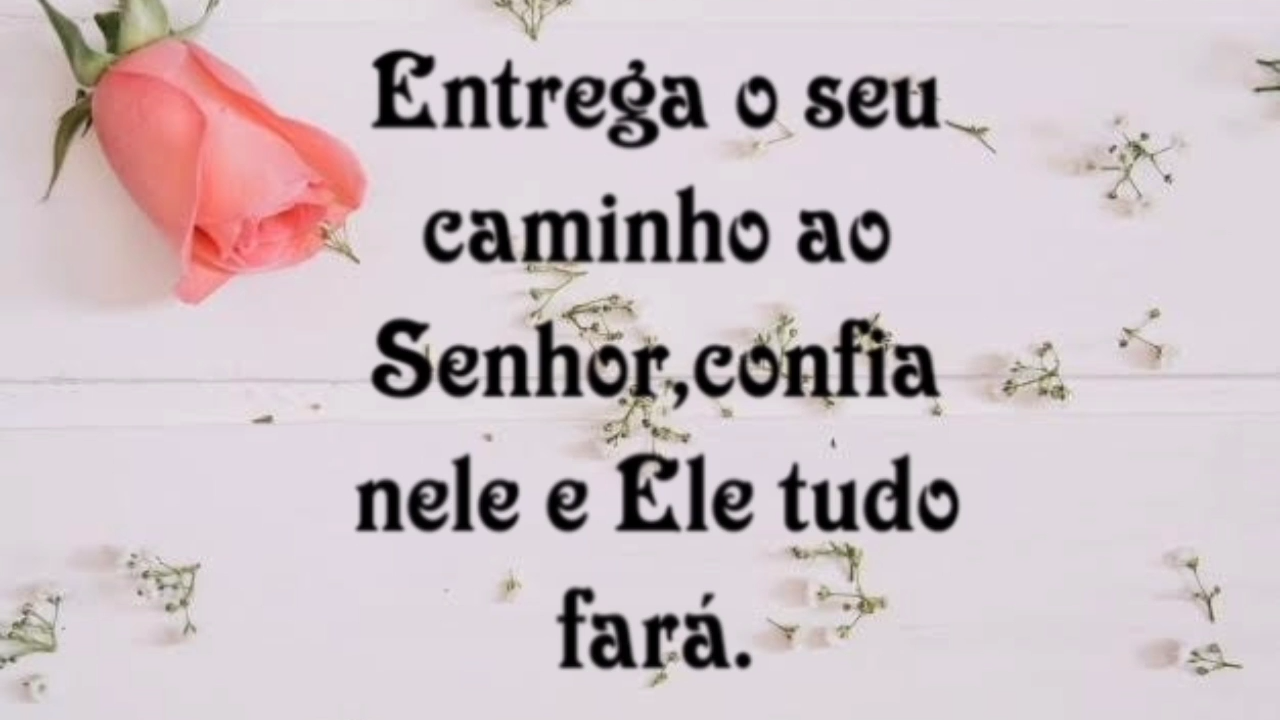 Entrega o seu
caminho ao
Senhor,confia
nele e Ele tudo
fará.